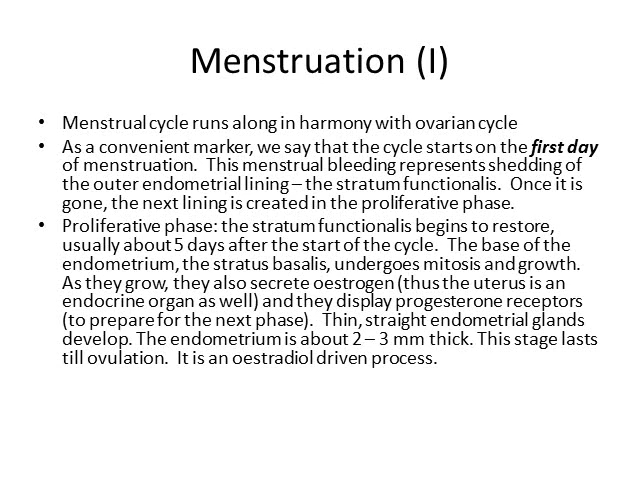 Menstruation (I)
• Menstrual cycle runs along in harmony with ovarian cycle
• As a convenient marker, we say that the cycle starts on the first day
of menstruation. This menstrual bleeding represents shedding of
the outer endometrial lining – the stratum functionalis. Once it is
gone, the next lining is created in the proliferative phase.
• Proliferative phase: the stratum functionalis begins to restore,
usually about 5 days after the start of the cycle. The base of the
endometrium, the stratus basalis, undergoes mitosis and growth.
As they grow, they also secrete oestrogen (thus the uterus is an
endocrine organ as well) and they display progesterone receptors
(to prepare for the next phase). Thin, straight endometrial glands
develop. The endometrium is about 2 – 3 mm thick. This stage lasts
till ovulation. It is an oestradiol driven process.